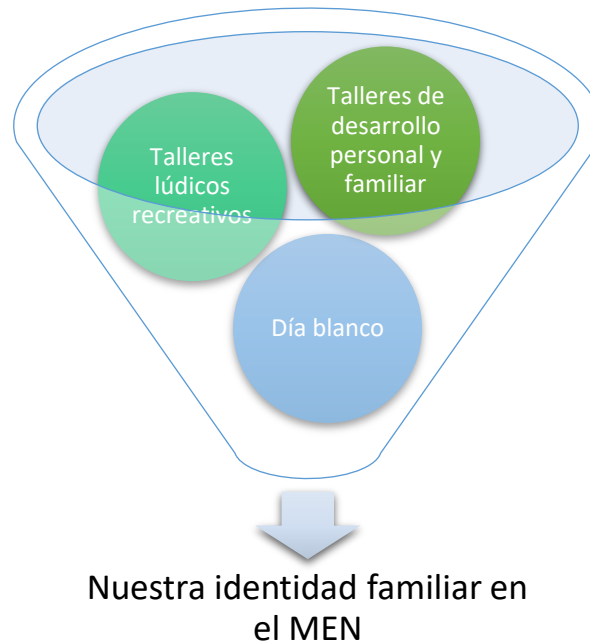 Talleres de
desarrollo
personal y
familiar
Talleres
lúdicos
recreativos
Día blanco
Nuestra identidad familiar en
el MEN